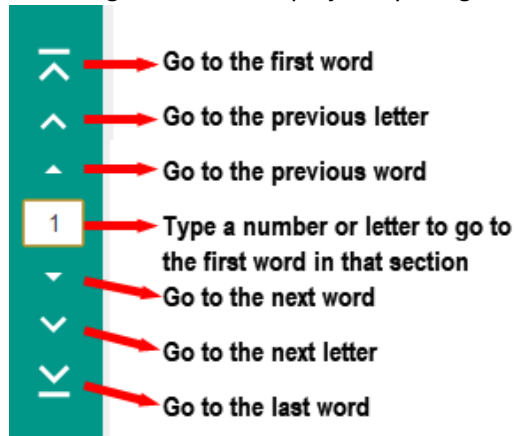 Go to the first word
Go to the previous letter
Go to the previous word
1
Type a number or letter to go to
the first word in that section
Go to the next word
Go to the next letter
Go to the last word